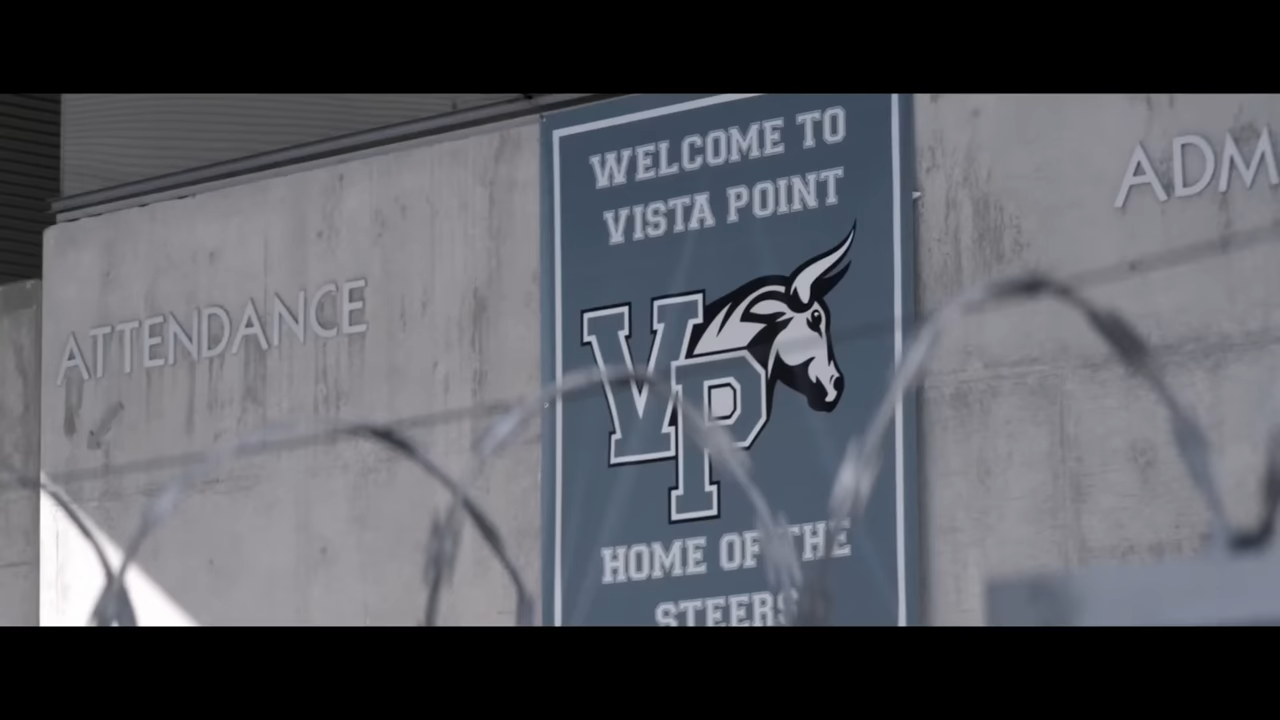 ATTENDANCE
WELCOME TO
VISTA POINT
VP
HOME OF THE
STEERS
ADM